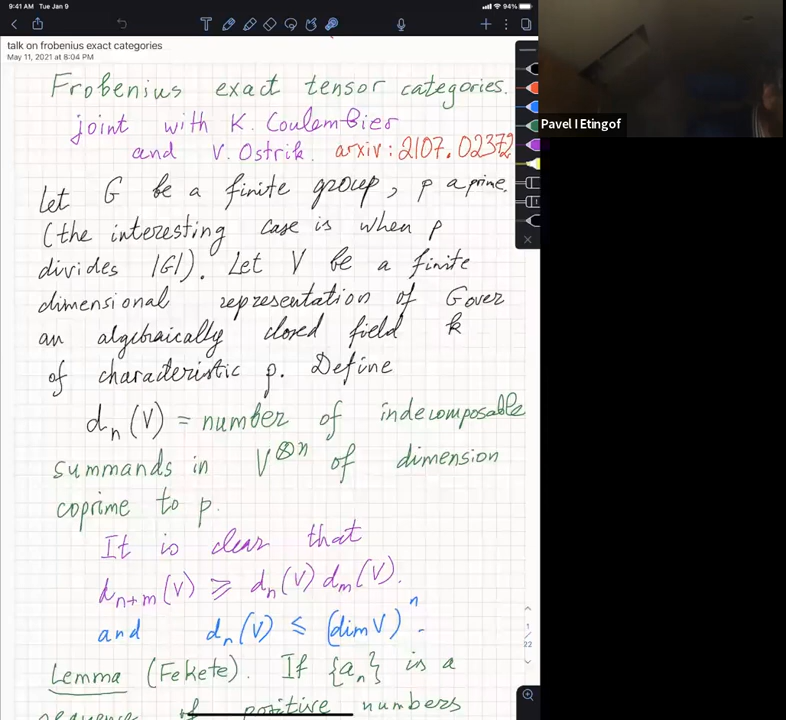 9:41 AM Tue Jan 9
94%
talk on frobenius exact categories
May 11, 2021 at 8:04 PM
Frobenius exact tensor categories.
joint with K. Coulembier
and V. Ostrik. arxiv: 2107.02372
Let G be a finite group, p a prime.
(the interesting case is when p
divides |G|). Let V be a finite
dimensional representation of G over
an algebraically closed field k
of characteristic p. Define
dₙ(V) = number of indecomposable
summands in V^⊗n of dimension
coprime to p.
It is clear that
dₙ₊ₘ(V) ⩾ dₙ(V) dₘ(V).
and dₙ(V) ≤ (dim V)ⁿ.
Lemma (Fekete). If {aₙ} is a
sequence of positive numbers
1
/
22
Pavel I Etingof